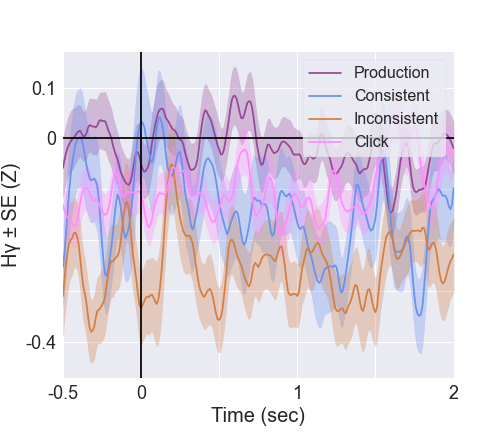 Hγ ± SE (Z)
0.1
0
-0.4
-0.5
0
1
2
Time (sec)
Production
Consistent
Inconsistent
Click